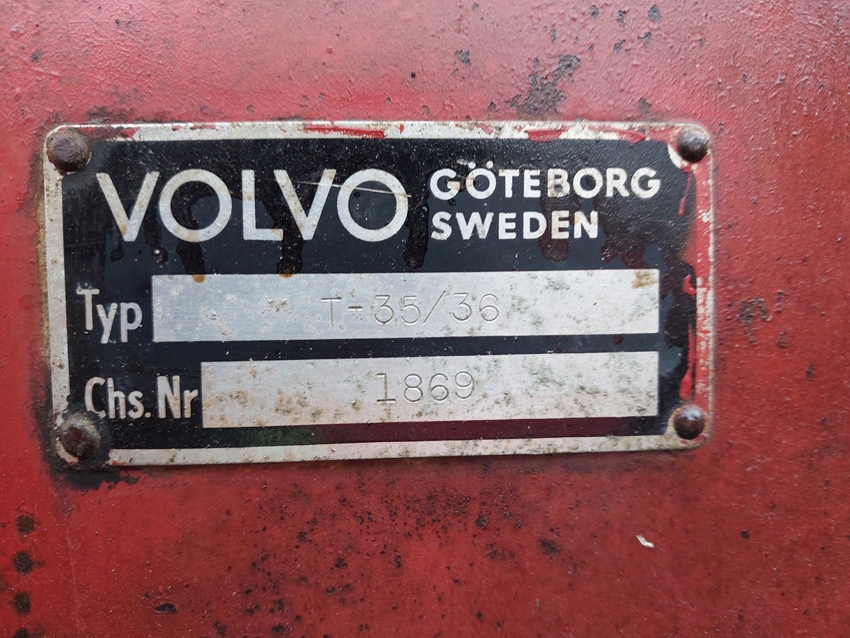 VOLVO GÖTEBORG
SWEDEN
Typ T-35/36
Chs. Nr 1869